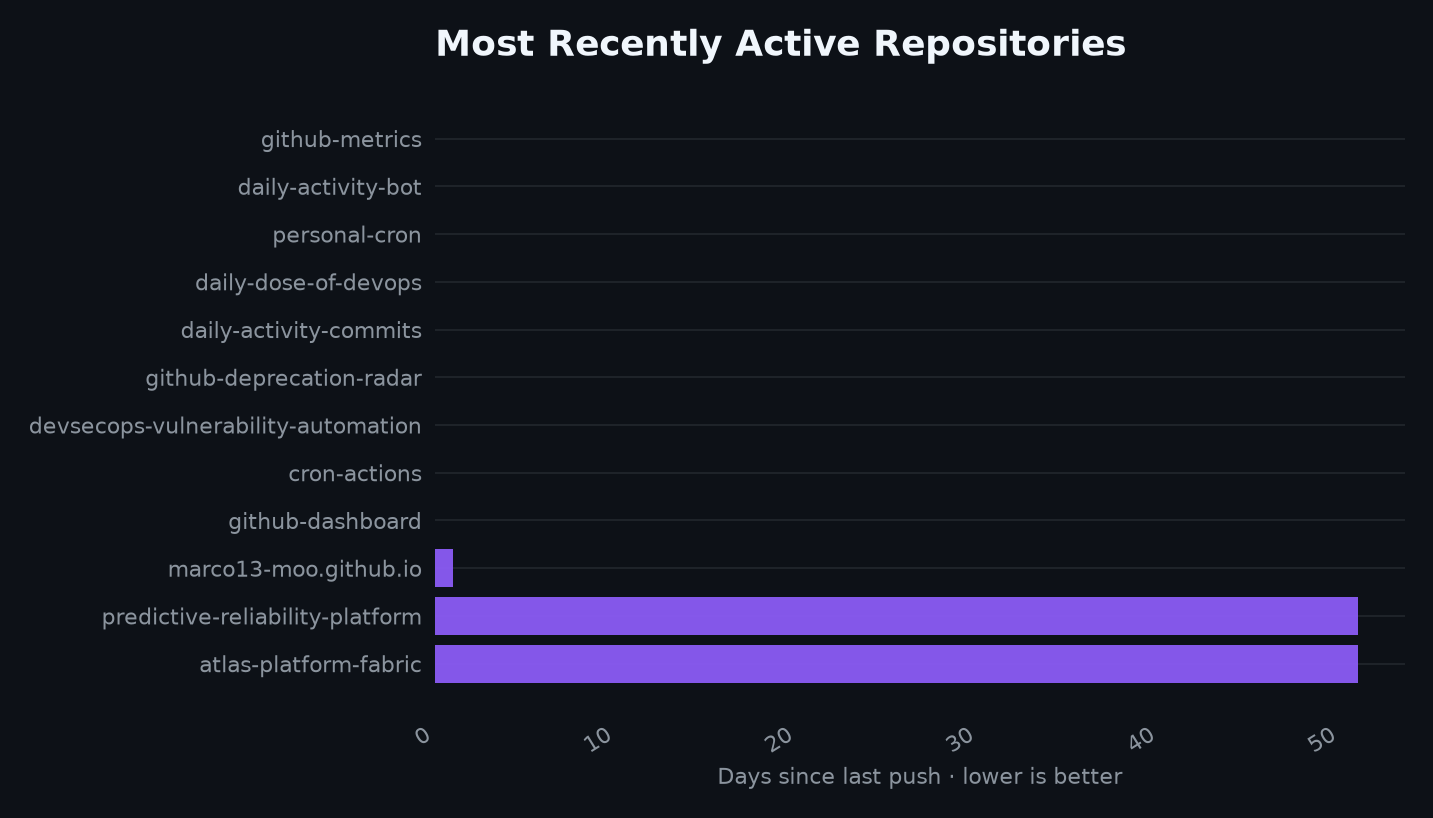 Most Recently Active Repositories
github-metrics
daily-activity-bot
personal-cron
daily-dose-of-devops
daily-activity-commits
github-deprecation-radar
devsecops-vulnerability-automation
cron-actions
github-dashboard
marco13-moo.github.io
predictive-reliability-platform
atlas-platform-fabric
0 10 20 30 40 50
Days since last push · lower is better